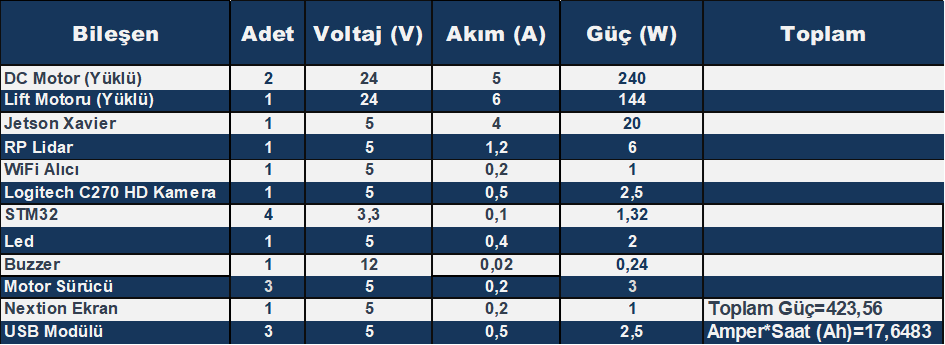 Bileşen Adet Voltaj (V) Akım (A) Güç (W) Toplam
DC Motor (Yüklü) 2 24 5 240
Lift Motoru (Yüklü) 1 24 6 144
Jetson Xavier 1 5 4 20
RP Lidar 1 5 1,2 6
WiFi Alıcı 1 5 0,2 1
Logitech C270 HD Kamera 1 5 0,5 2,5
STM32 4 3,3 0,1 1,32
Led 1 5 0,4 2
Buzzer 1 12 0,02 0,24
Motor Sürücü 3 5 0,2 3
Nextion Ekran 1 5 0,2 1 Toplam Güç=423,56
USB Modülü 3 5 0,5 2,5 Amper*Saat (Ah)=17,6483